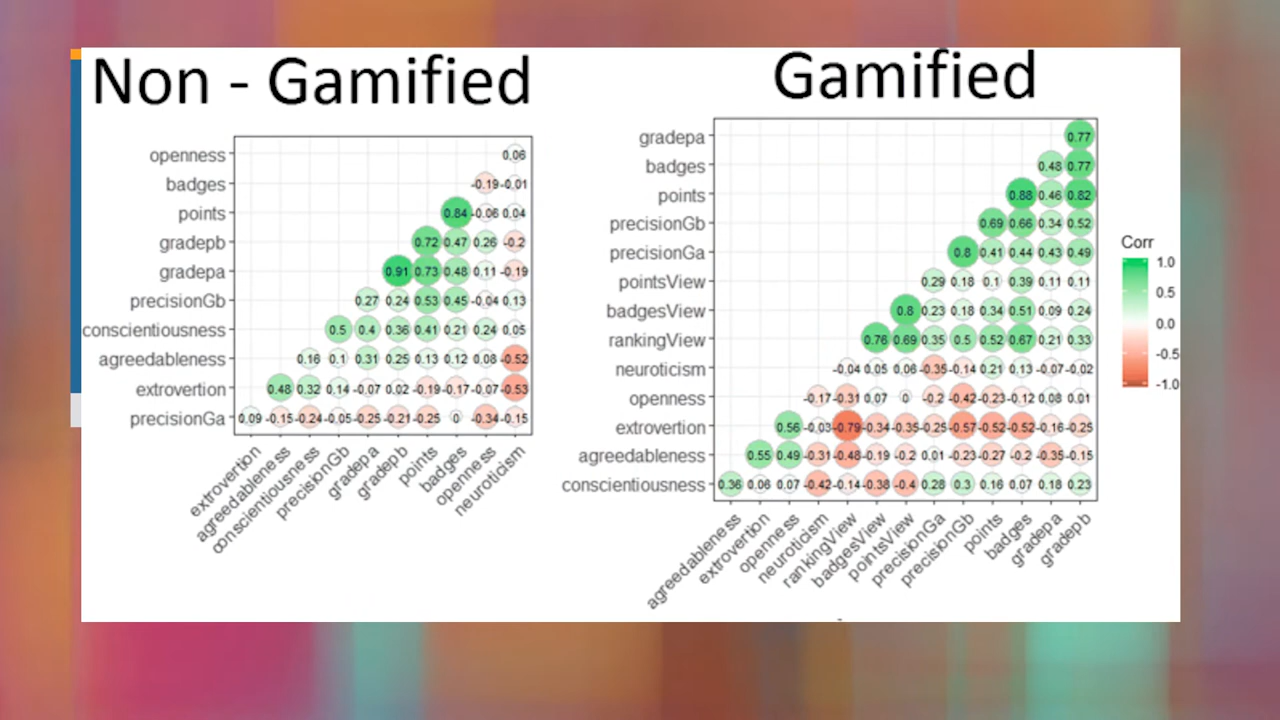 Non - Gamified
openness 0.06
badges -0.19 -0.01
points 0.84 -0.06 0.04
gradepb 0.72 0.47 0.26 -0.2
gradepa 0.91 0.73 0.48 0.11 -0.19
precisionGb 0.27 0.24 0.53 0.45 -0.04 0.13
conscientiousness 0.5 0.4 0.36 0.41 0.21 0.24 0.05
agreedableness 0.16 0.1 0.31 0.25 0.13 0.12 0.08 -0.52
extrovertion 0.48 0.32 0.14 -0.07 0.02 -0.19 -0.17 -0.07 -0.53
precisionGa 0.09 -0.15 -0.24 -0.05 -0.25 -0.21 -0.25 0 -0.34 -0.15
extrovertion
agreedableness
conscientiousness
precisionGb
gradepa
gradepb
points
badges
openness
neuroticism
Gamified
gradepa 0.77
badges 0.48 0.77
points 0.88 0.46 0.82
precisionGb 0.69 0.66 0.34 0.52
precisionGa 0.8 0.41 0.44 0.43 0.49
pointsView 0.29 0.18 0.1 0.39 0.11 0.11
badgesView 0.8 0.23 0.18 0.34 0.51 0.09 0.24
rankingView 0.76 0.69 0.35 0.5 0.52 0.67 0.21 0.33
neuroticism -0.04 0.05 0.06 -0.35 -0.14 0.21 0.13 -0.07 -0.02
openness -0.17 -0.31 0.07 0 -0.2 -0.42 -0.23 -0.12 0.08 0.01
extrovertion 0.56 -0.03 -0.79 -0.34 -0.35 -0.25 -0.57 -0.52 -0.52 -0.16 -0.25
agreedableness 0.55 0.49 -0.31 -0.48 -0.19 -0.2 0.01 -0.23 -0.27 -0.2 -0.35 -0.15
conscientiousness 0.36 0.06 0.07 -0.42 -0.14 -0.38 -0.4 0.28 0.3 0.16 0.07 0.18 0.23
agreedableness
extrovertion
openness
neuroticism
rankingView
badgesView
pointsView
precisionGa
precisionGb
points
badges
gradepa
gradepb
Corr
1.0
0.5
0.0
-0.5
-1.0